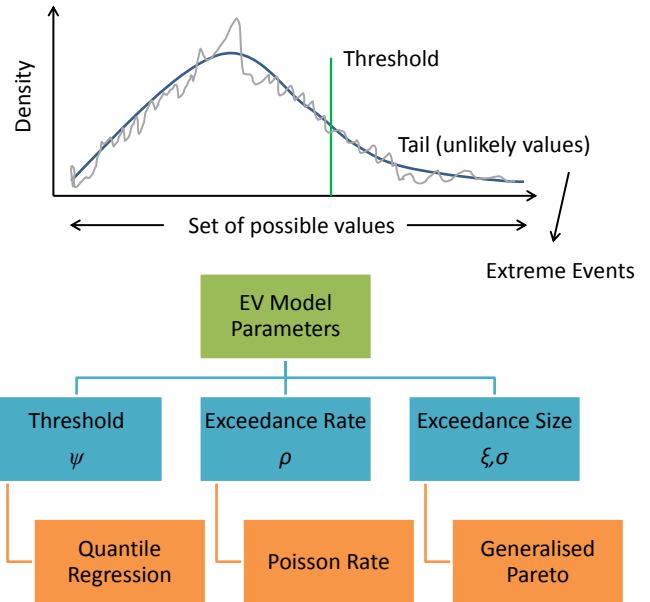 Density
Threshold
Tail (unlikely values)
Set of possible values
Extreme Events
EV Model
Parameters
Threshold
ψ
Exceedance Rate
ρ
Exceedance Size
ξ,σ
Quantile
Regression
Poisson Rate
Generalised
Pareto